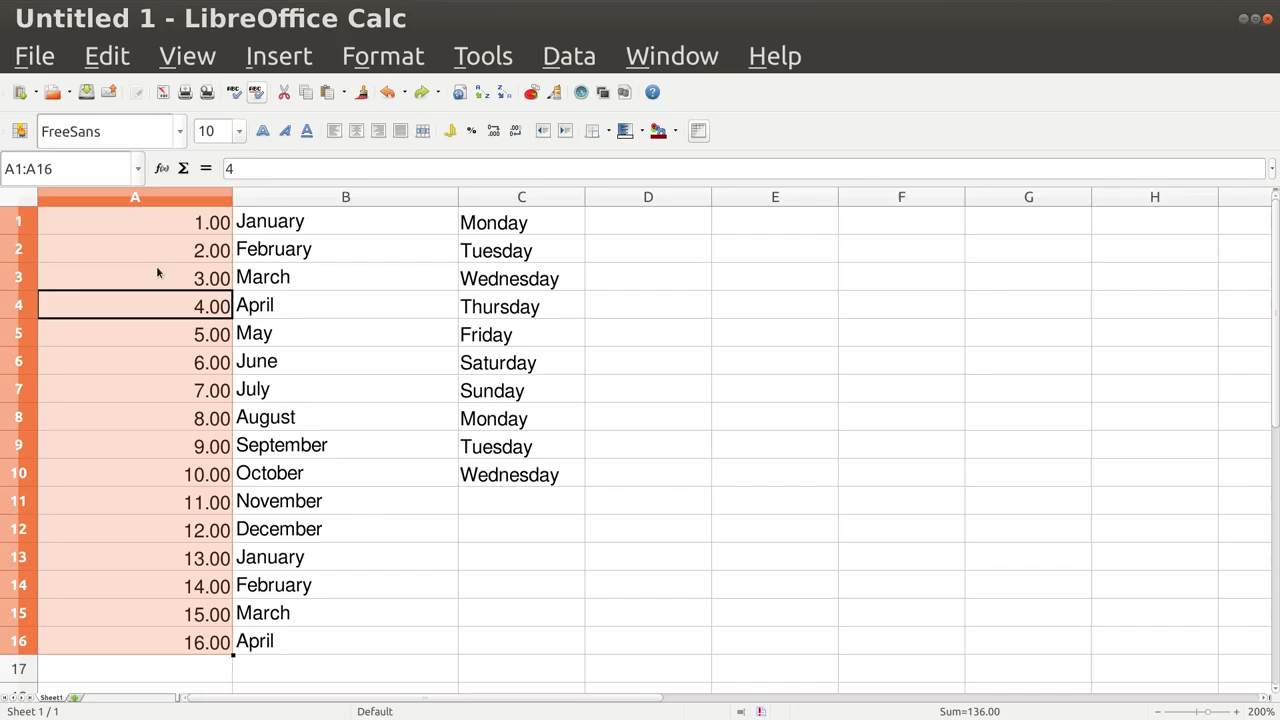 Untitled 1 - LibreOffice Calc
File Edit View Insert Format Tools Data Window Help
FreeSans 10
A1:A16 f(x) Σ = 4
A B C D E F G H
1 1.00 January Monday
2 2.00 February Tuesday
3 3.00 March Wednesday
4 4.00 April Thursday
5 5.00 May Friday
6 6.00 June Saturday
7 7.00 July Sunday
8 8.00 August Monday
9 9.00 September Tuesday
10 10.00 October Wednesday
11 11.00 November
12 12.00 December
13 13.00 January
14 14.00 February
15 15.00 March
16 16.00 April
17
Sheet1
Sheet 1 / 1 Default Sum=136.00 200%